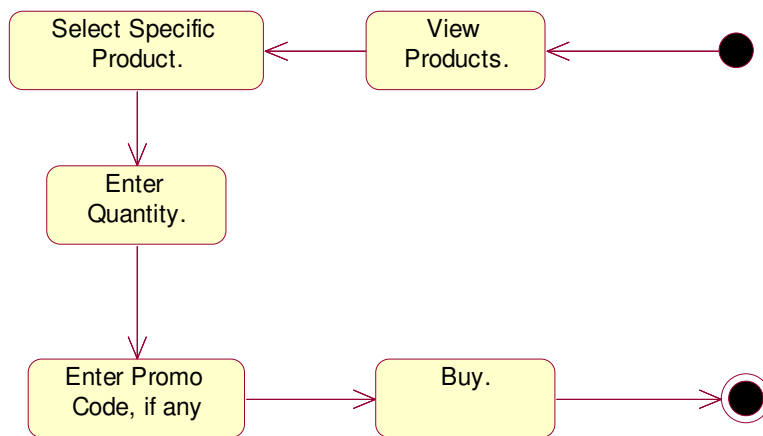 View
Products.
Select Specific
Product.
Enter
Quantity.
Enter Promo
Code, if any
Buy.